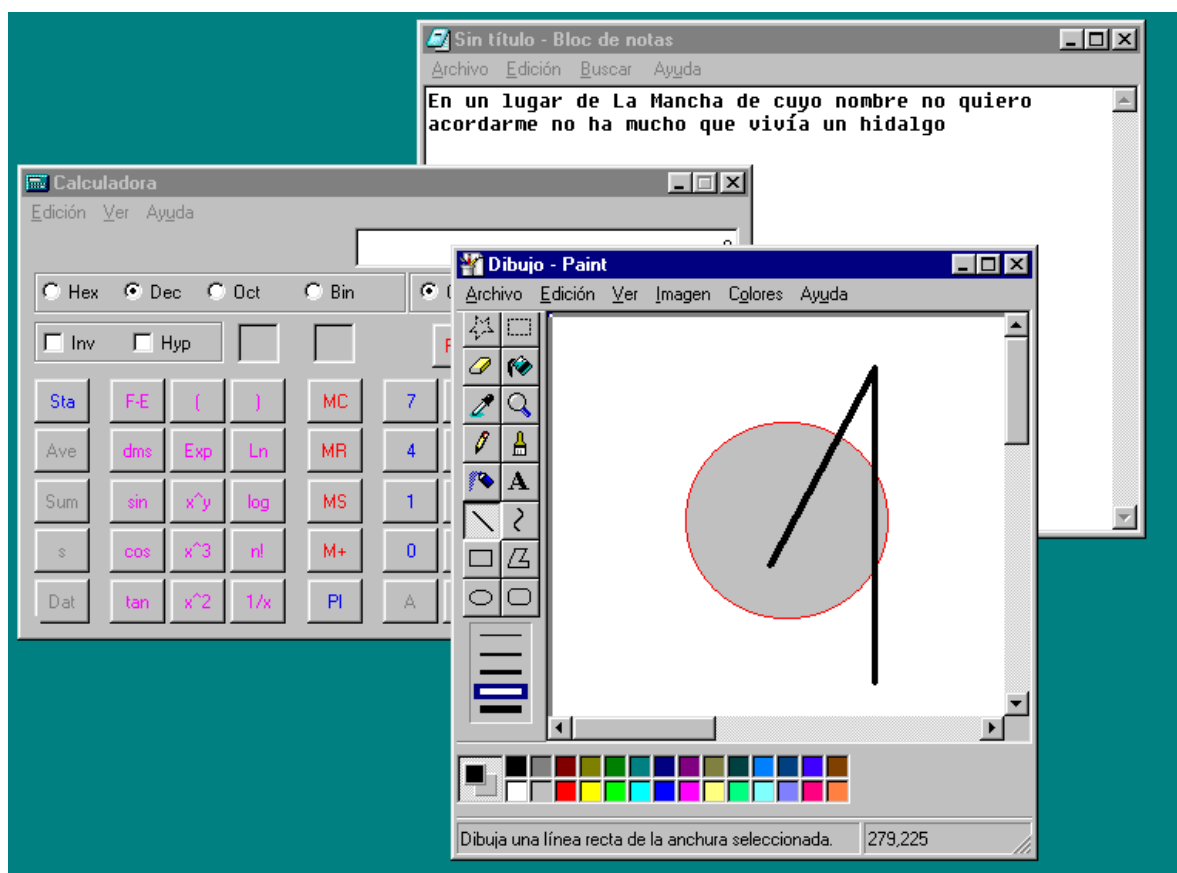 Sin título - Bloc de notas
Archivo Edición Buscar Ayuda
En un lugar de La Mancha de cuyo nombre no quiero
acordarme no ha mucho que vivía un hidalgo
Calculadora
Edición Ver Ayuda
Hex Dec Oct Bin
Inv Hyp
Sta F-E ( ) MC 7
Ave dms Exp Ln MR 4
Sum sin x^y log MS 1
s cos x^3 n! M+ 0
Dat tan x^2 1/x PI A
Dibujo - Paint
Archivo Edición Ver Imagen Colores Ayuda
A
Dibuja una línea recta de la anchura seleccionada. 279,225